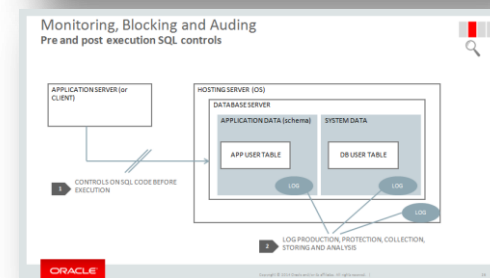 Monitoring, Blocking and Auding
Pre and post execution SQL controls
APPLICATION SERVER (or
CLIENT)
HOSTING SERVER (OS)
DATABASE SERVER
APPLICATION DATA (schema)
SYSTEM DATA
APP USER TABLE
DB USER TABLE
LOG
LOG
LOG
1
CONTROLS ON SQL CODE BEFORE
EXECUTION
2
LOG PRODUCTION, PROTECTION, COLLECTION,
STORING AND ANALYSIS
ORACLE